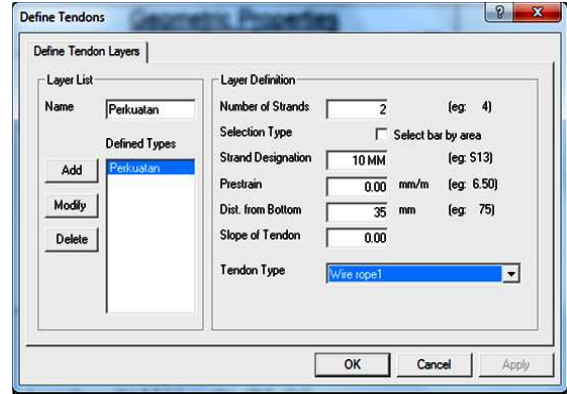 Define Tendons
Geometric Properties
Define Tendon Layers
Layer List
Name Perkuatan
Defined Types
Perkuatan
Add
Modify
Delete
Layer Definition
Number of Strands 2 (eg: 4)
Selection Type Select bar by area
Strand Designation 10 MM (eg: S13)
Prestrain 0.00 mm/m (eg: 6.50)
Dist. from Bottom 35 mm (eg: 75)
Slope of Tendon 0.00
Tendon Type Wire rope1
OK Cancel Apply